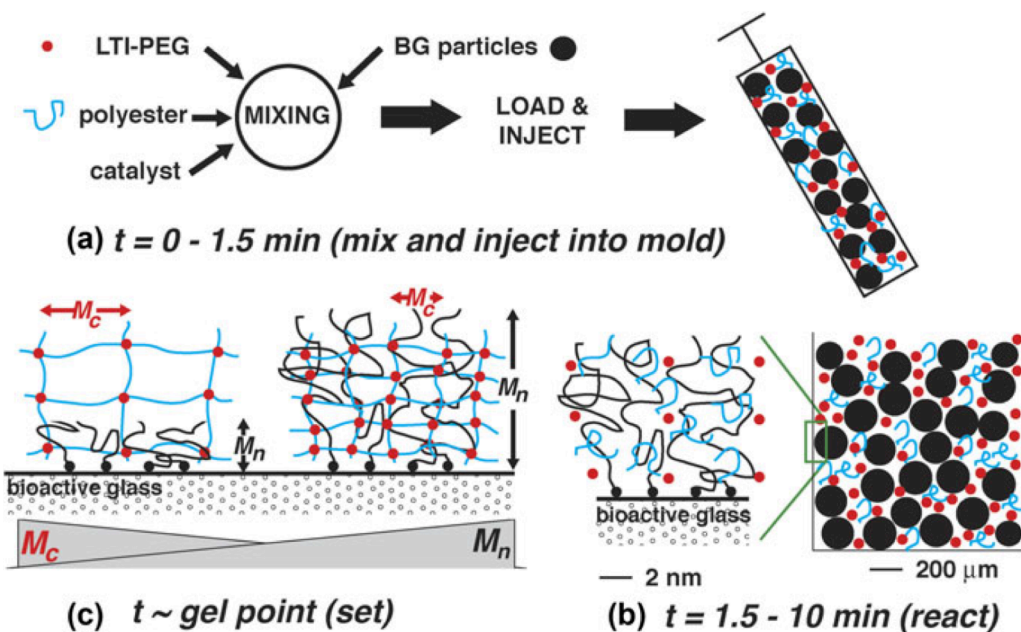 LTI-PEG
BG particles
polyester
MIXING
LOAD &
INJECT
catalyst
(a) t = 0 - 1.5 min (mix and inject into mold)
Mc
Mc
Mn
Mn
bioactive glass
Mc
Mn
(c) t ~ gel point (set)
bioactive glass
2 nm
200 μm
(b) t = 1.5 - 10 min (react)